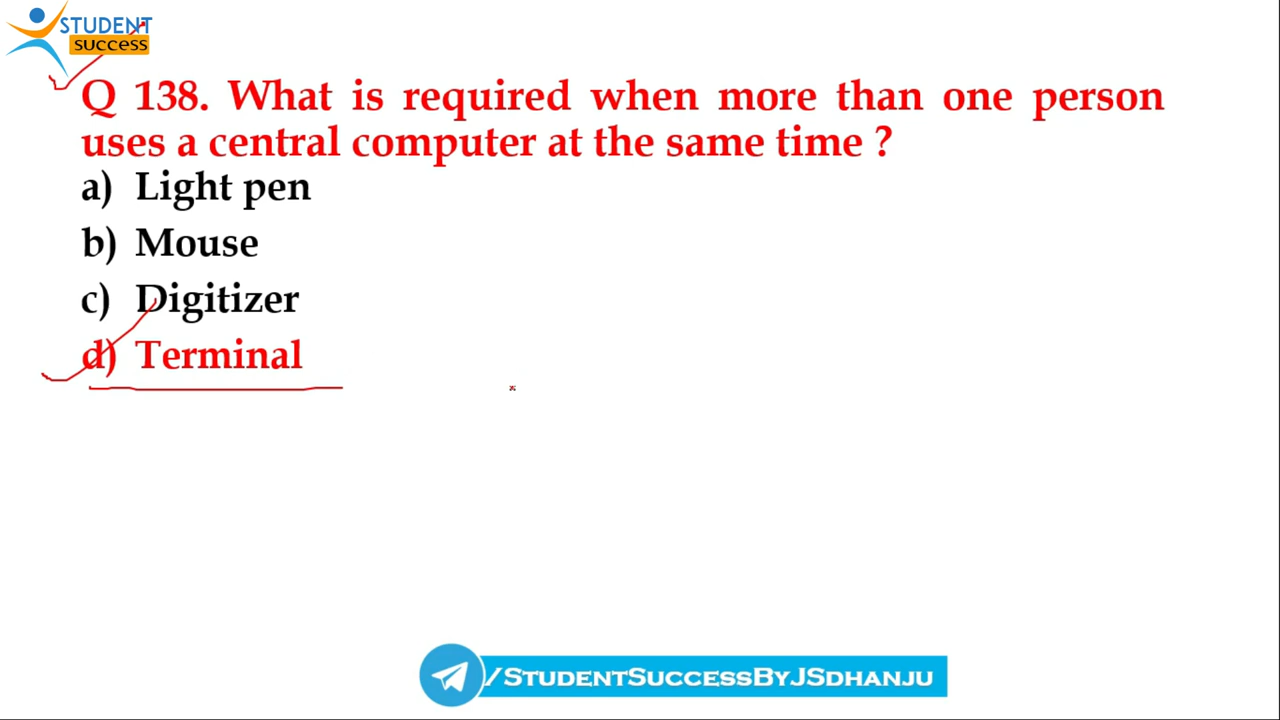 STUDENT
success
Q 138. What is required when more than one person
uses a central computer at the same time ?
a) Light pen
b) Mouse
c) Digitizer
d) Terminal
/StudentSuccessByJSdhanju